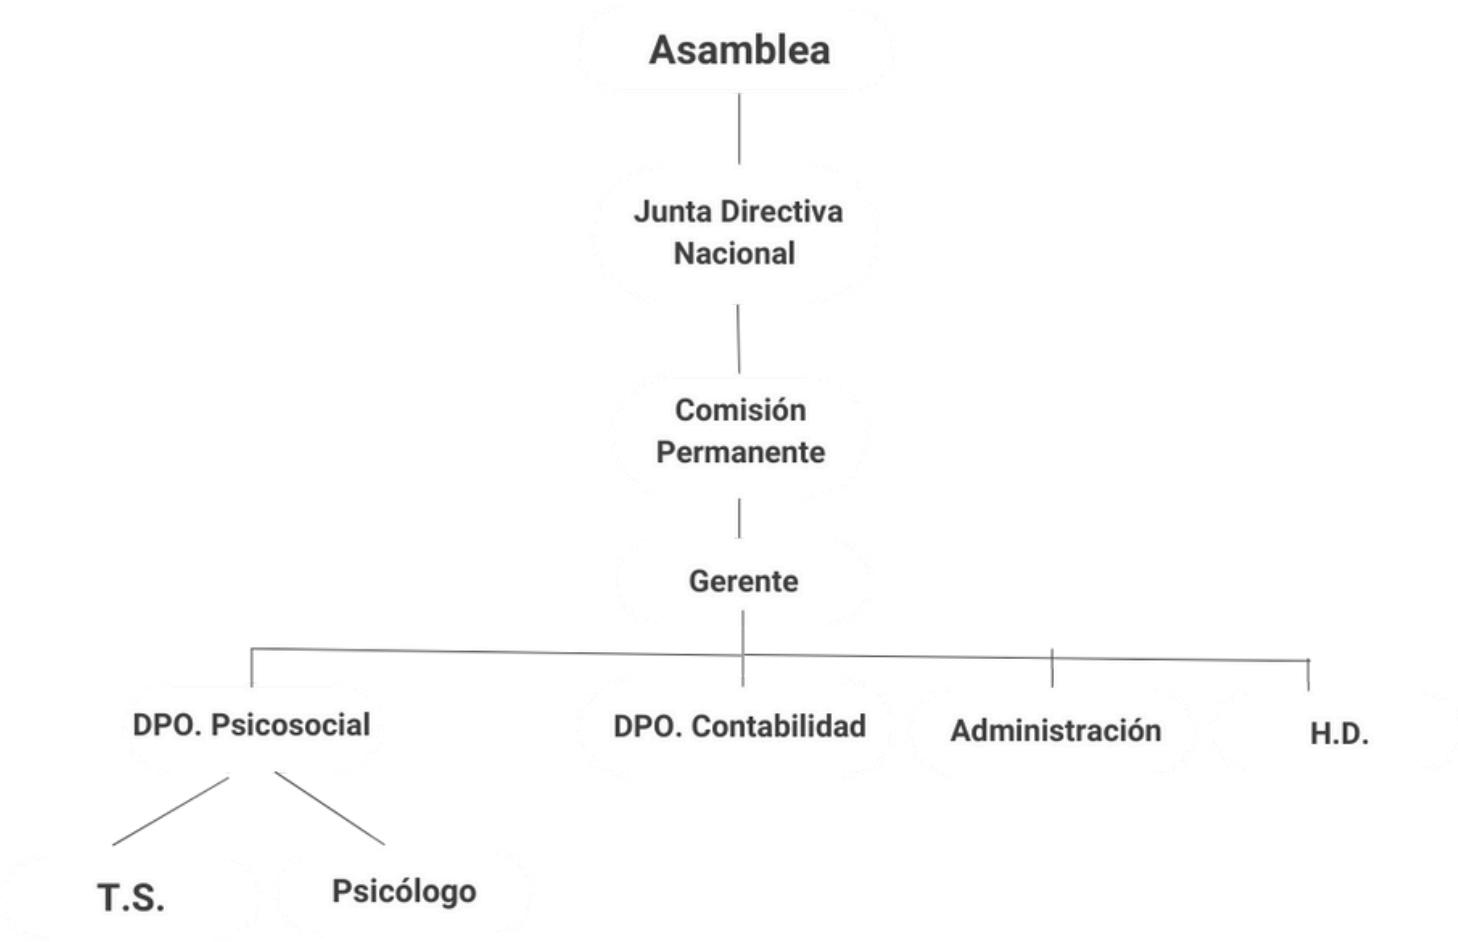 Asamblea
Junta Directiva
Nacional
Comisión
Permanente
Gerente
DPO. Psicosocial
DPO. Contabilidad
Administración
H.D.
T.S.
Psicólogo